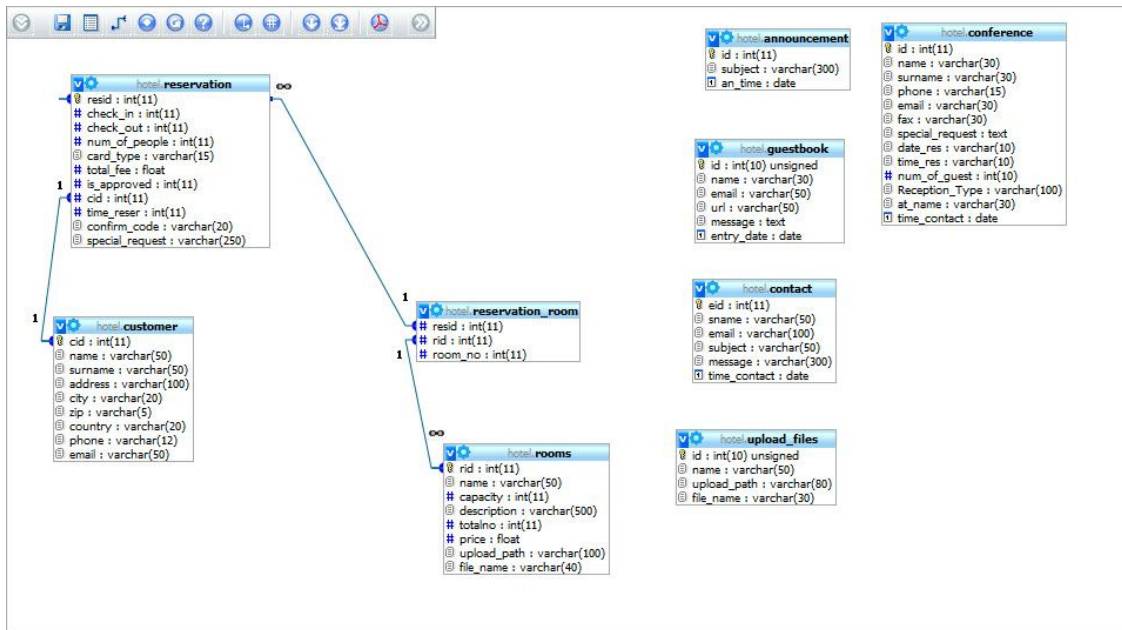 hotel.reservation
resid : int(11)
check_in : int(11)
check_out : int(11)
num_of_people : int(11)
card_type : varchar(15)
total_fee : float
is_approved : int(11)
cid : int(11)
time_reser : int(11)
confirm_code : varchar(20)
special_request : varchar(250)
∞
1
1
hotel.customer
cid : int(11)
name : varchar(50)
surname : varchar(50)
address : varchar(100)
city : varchar(20)
zip : varchar(5)
country : varchar(20)
phone : varchar(12)
email : varchar(50)
1
hotel.reservation_room
resid : int(11)
rid : int(11)
room_no : int(11)
1
∞
hotel.rooms
rid : int(11)
name : varchar(50)
capacity : int(11)
description : varchar(500)
totalno : int(11)
price : float
upload_path : varchar(100)
file_name : varchar(40)
hotel.announcement
id : int(11)
subject : varchar(300)
an_time : date
hotel.guestbook
id : int(10) unsigned
name : varchar(30)
email : varchar(50)
url : varchar(50)
message : text
entry_date : date
hotel.contact
eid : int(11)
sname : varchar(50)
email : varchar(100)
subject : varchar(50)
message : varchar(300)
time_contact : date
hotel.upload_files
id : int(10) unsigned
name : varchar(50)
upload_path : varchar(80)
file_name : varchar(30)
hotel.conference
id : int(11)
name : varchar(30)
surname : varchar(30)
phone : varchar(15)
email : varchar(30)
fax : varchar(30)
special_request : text
date_res : varchar(10)
time_res : varchar(10)
num_of_guest : int(10)
Reception_Type : varchar(100)
at_name : varchar(30)
time_contact : date